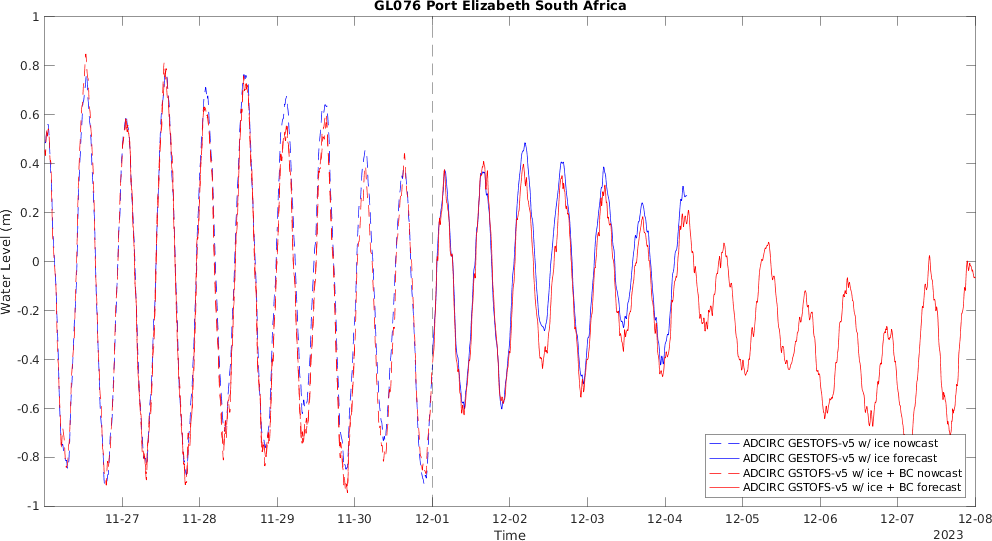 GL076 Port Elizabeth South Africa
1
0.8
0.6
0.4
0.2
0
-0.2
-0.4
-0.6
-0.8
-1
Water Level (m)
ADCIRC GESTOFS-v5 w/ ice nowcast
ADCIRC GESTOFS-v5 w/ ice forecast
ADCIRC GSTOFS-v5 w/ ice + BC nowcast
ADCIRC GSTOFS-v5 w/ ice + BC forecast
11-27 11-28 11-29 11-30 12-01 12-02 12-03 12-04 12-05 12-06 12-07 12-08
Time
2023